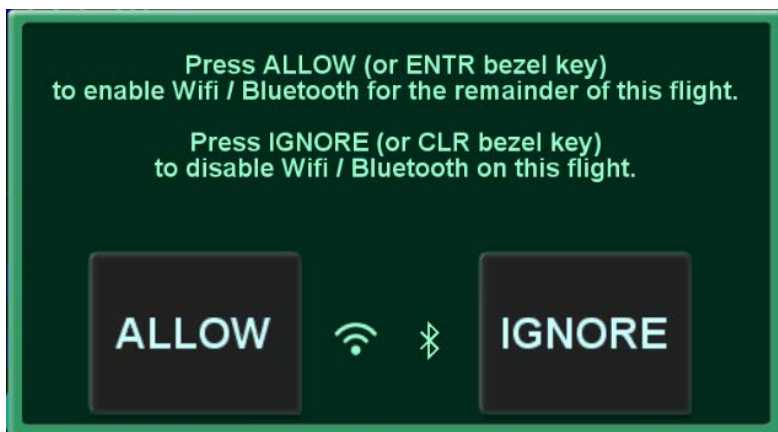 Press ALLOW (or ENTR bezel key)
to enable Wifi / Bluetooth for the remainder of this flight.
Press IGNORE (or CLR bezel key)
to disable Wifi / Bluetooth on this flight.
ALLOW
IGNORE